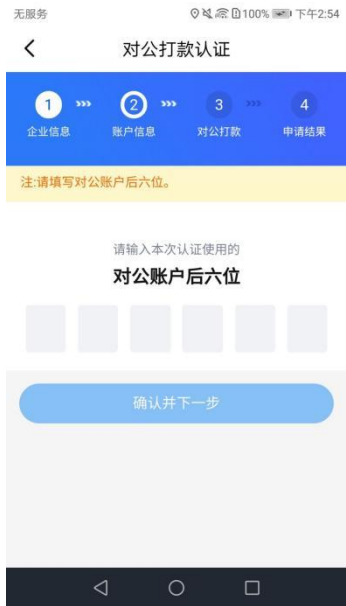 无服务 100% 下午2:54
对公打款认证
1 2 3 4
企业信息 账户信息 对公打款 申请结果
注:请填写对公账户后六位。
请输入本次认证使用的
对公账户后六位
确认并下一步